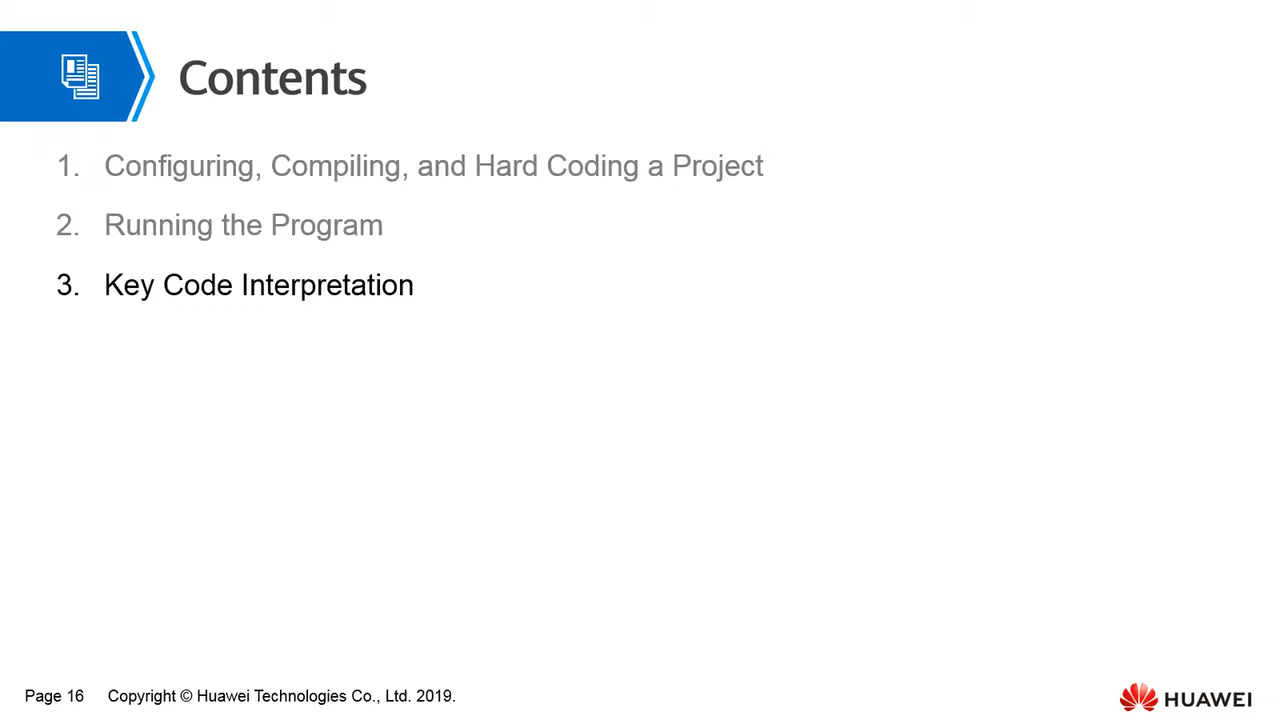 Contents
1. Configuring, Compiling, and Hard Coding a Project
2. Running the Program
3. Key Code Interpretation
Page 16 Copyright © Huawei Technologies Co., Ltd. 2019.
HUAWEI